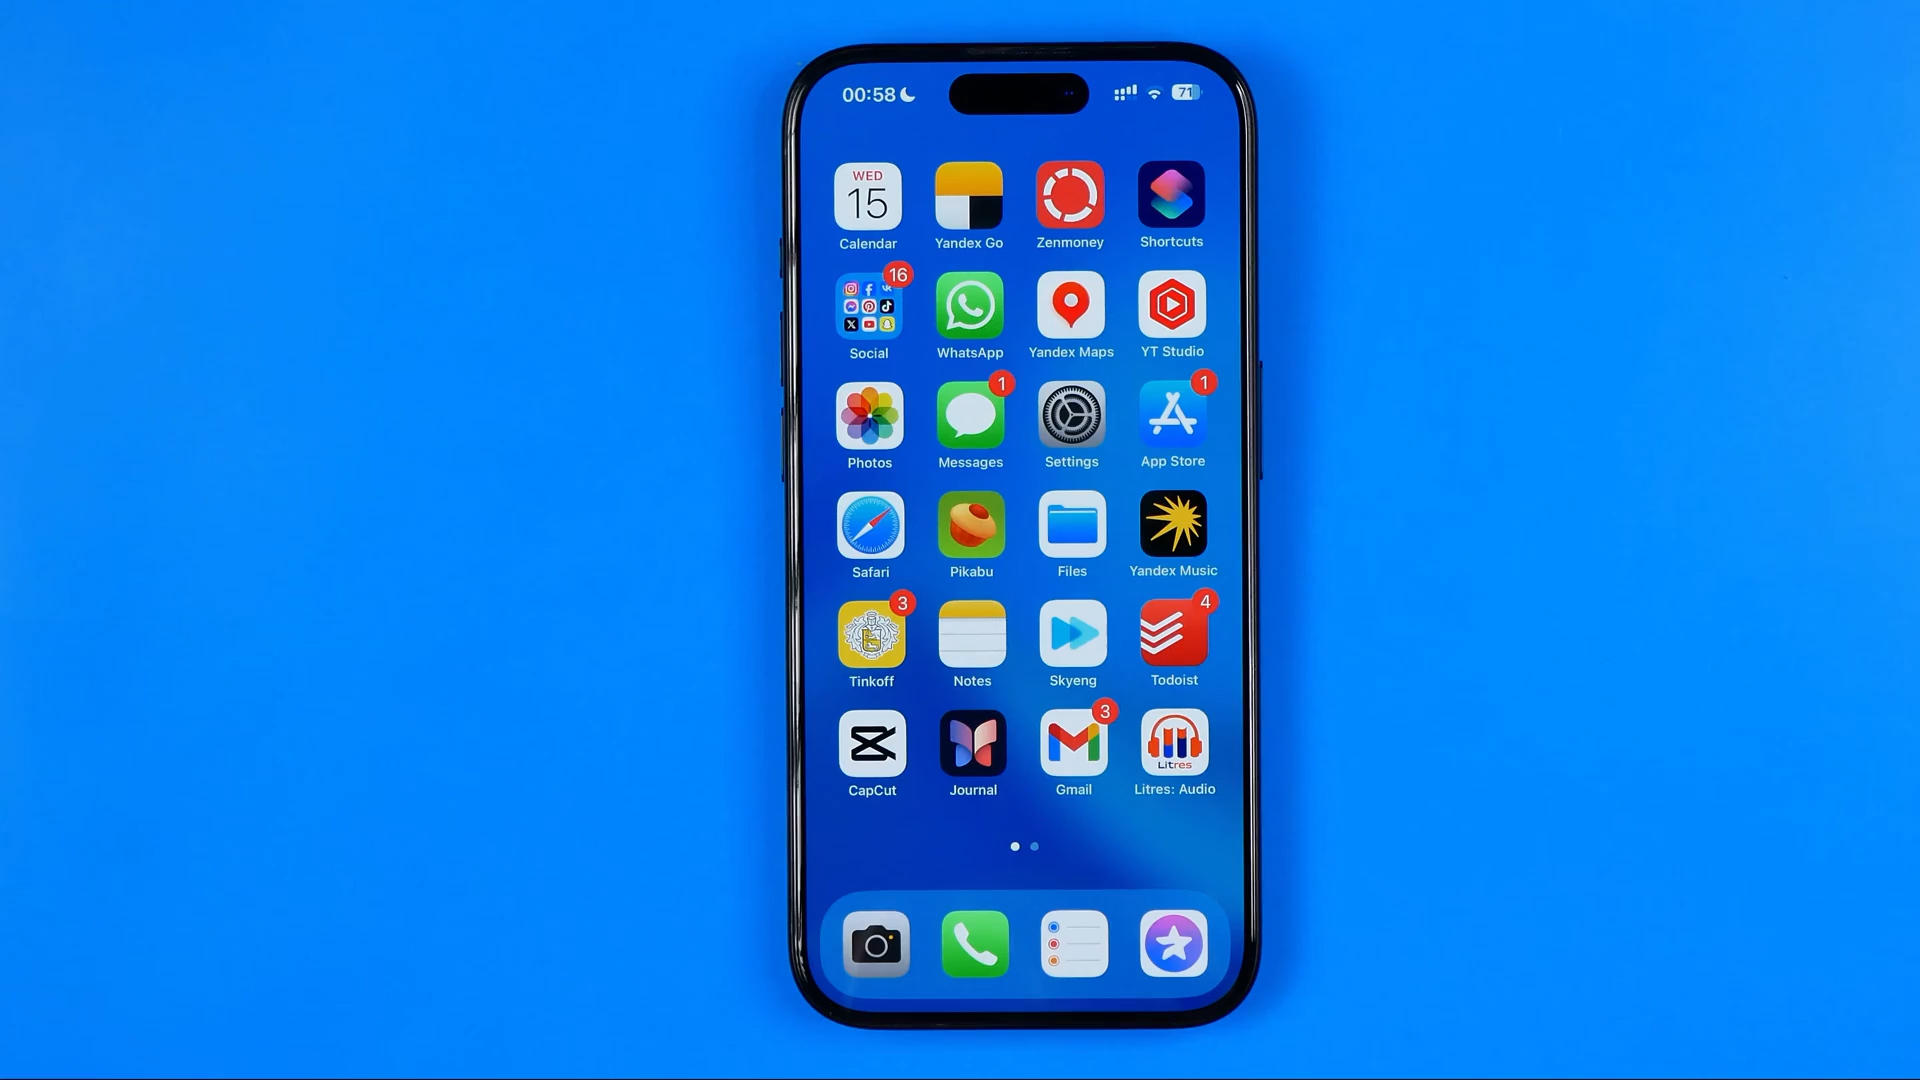 00:58
71
WED
15
Calendar
Yandex Go
Zenmoney
Shortcuts
16
Social
WhatsApp
Yandex Maps
YT Studio
Photos
1
Messages
Settings
1
App Store
Safari
Pikabu
Files
Yandex Music
3
Tinkoff
Notes
Skyeng
4
Todoist
CapCut
Journal
3
Gmail
Litres
Litres: Audio